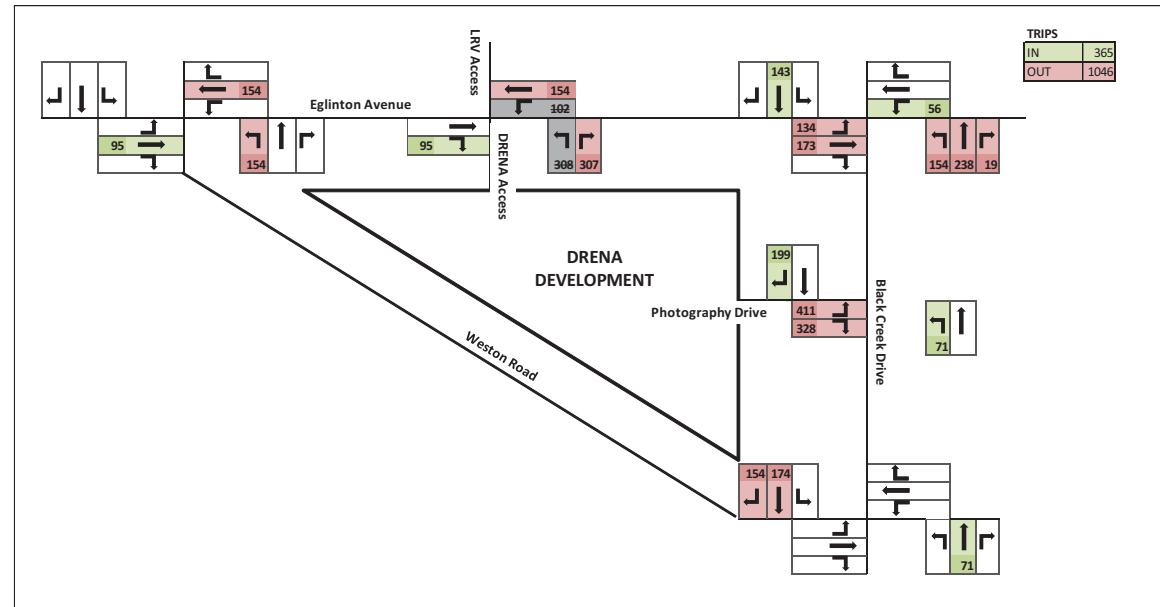 TRIPS
IN 365
OUT 1046
LRV Access
154
154
143
Eglinton Avenue
102
56
95
95
134
173
154
308 307
154 238 19
DRENA Access
DRENA
DEVELOPMENT
199
Photography Drive
411
328
71
Black Creek Drive
Weston Road
154 174
71